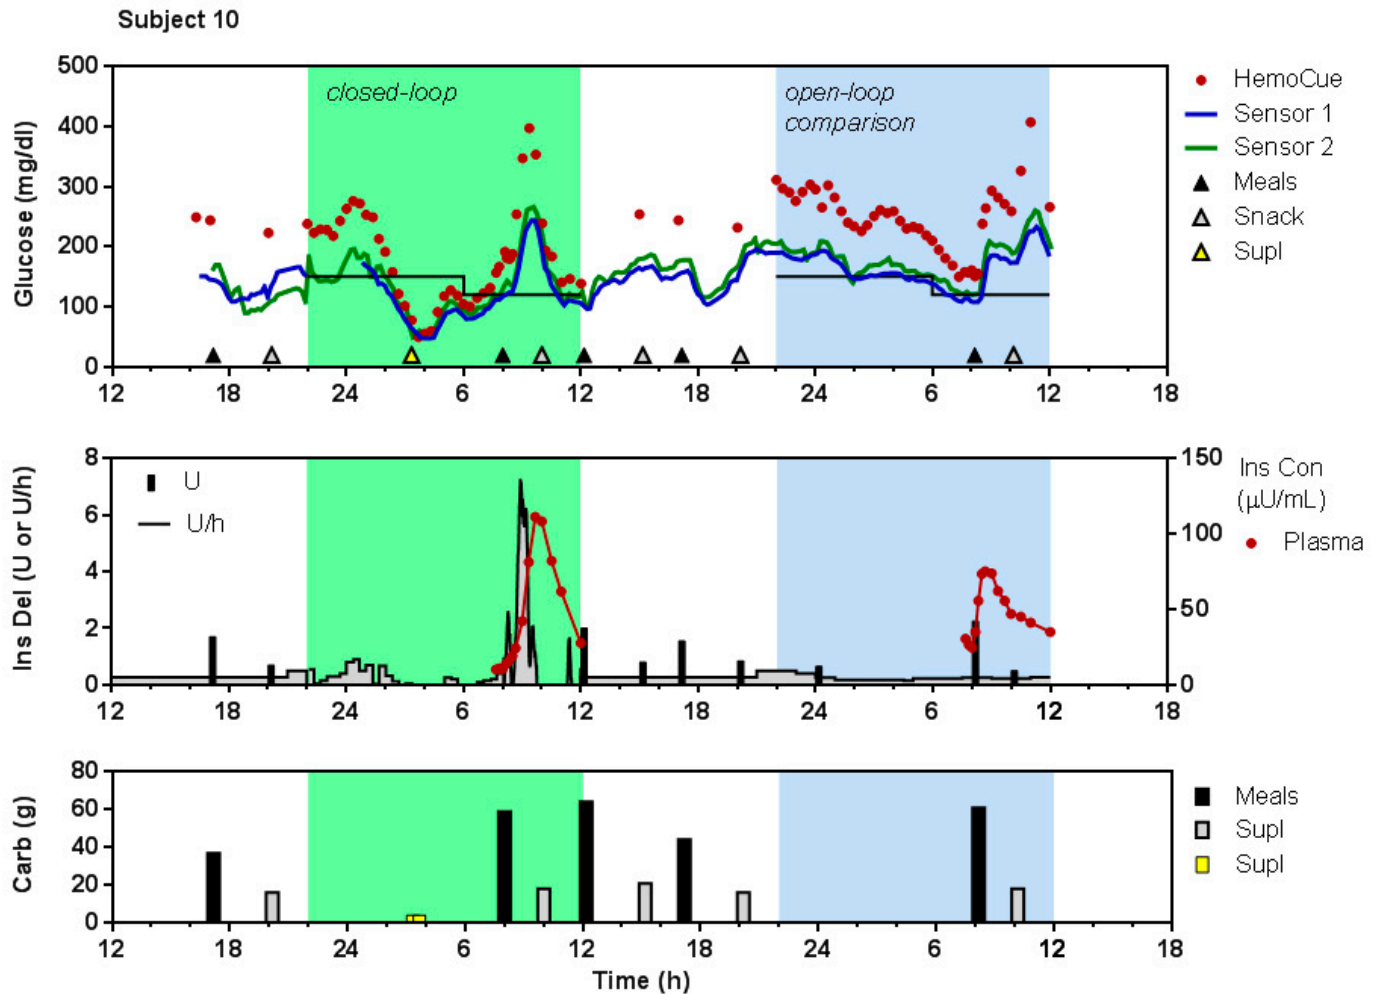 Subject 10
500
400
300
200
100
0
Glucose (mg/dl)
closed-loop
open-loop
comparison
HemoCue
Sensor 1
Sensor 2
Meals
Snack
Supl
12 18 24 6 12 18 24 6 12 18
8
6
4
2
0
Ins Del (U or U/h)
U
U/h
150
100
50
0
Ins Con
(μU/mL)
Plasma
12 18 24 6 12 18 24 6 12 18
80
60
40
20
0
Carb (g)
Meals
Supl
Supl
12 18 24 6 12 18 24 6 12 18
Time (h)